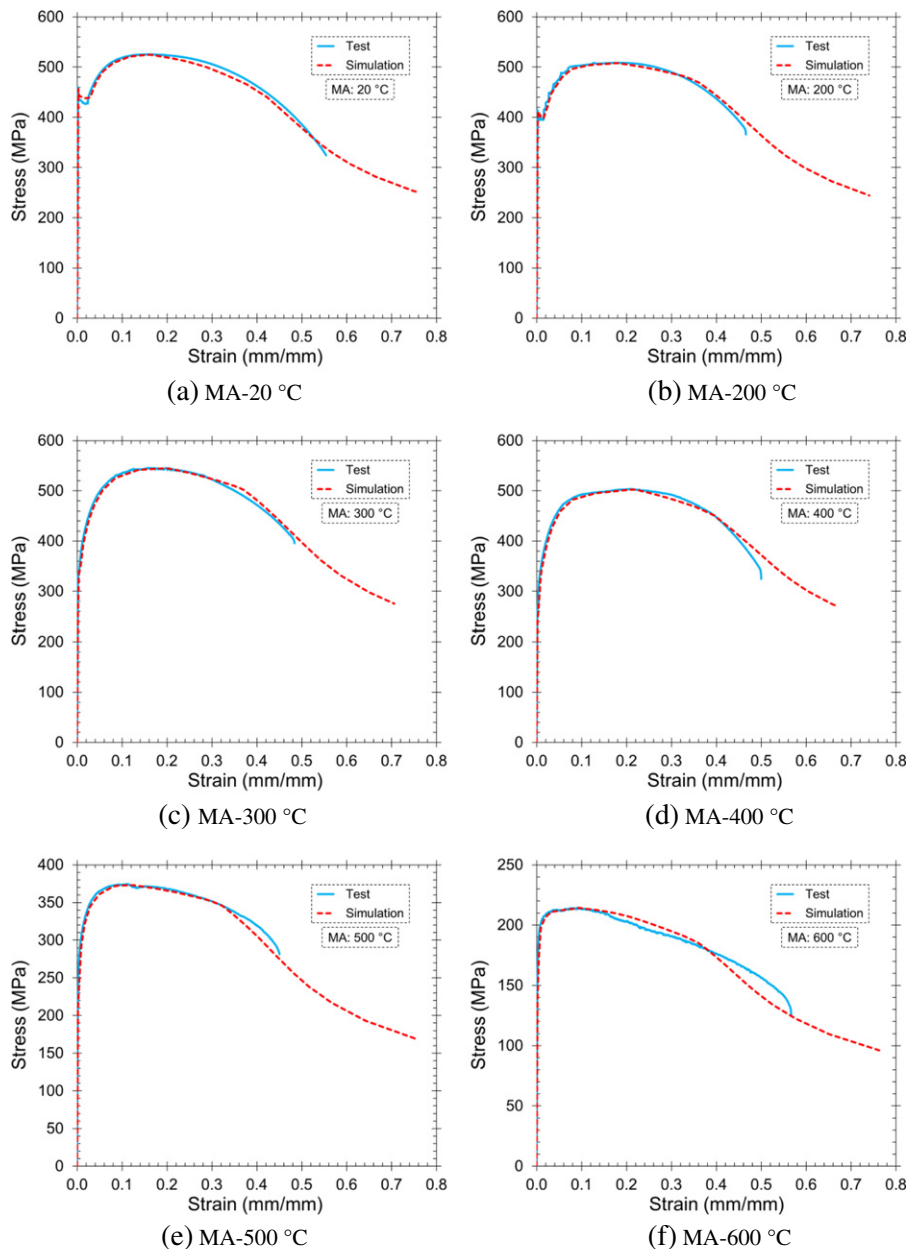 600
500
400
300
200
100
0
Stress (MPa)
Test
Simulation
MA: 20 °C
0.0 0.1 0.2 0.3 0.4 0.5 0.6 0.7 0.8
Strain (mm/mm)
(a) MA-20 °C
600
500
400
300
200
100
0
Stress (MPa)
Test
Simulation
MA: 200 °C
0.0 0.1 0.2 0.3 0.4 0.5 0.6 0.7 0.8
Strain (mm/mm)
(b) MA-200 °C
600
500
400
300
200
100
0
Stress (MPa)
Test
Simulation
MA: 300 °C
0.0 0.1 0.2 0.3 0.4 0.5 0.6 0.7 0.8
Strain (mm/mm)
(c) MA-300 °C
600
500
400
300
200
100
0
Stress (MPa)
Test
Simulation
MA: 400 °C
0.0 0.1 0.2 0.3 0.4 0.5 0.6 0.7 0.8
Strain (mm/mm)
(d) MA-400 °C
400
350
300
250
200
150
100
50
0
Stress (MPa)
Test
Simulation
MA: 500 °C
0.0 0.1 0.2 0.3 0.4 0.5 0.6 0.7 0.8
Strain (mm/mm)
(e) MA-500 °C
250
200
150
100
50
0
Stress (MPa)
Test
Simulation
MA: 600 °C
0.0 0.1 0.2 0.3 0.4 0.5 0.6 0.7 0.8
Strain (mm/mm)
(f) MA-600 °C